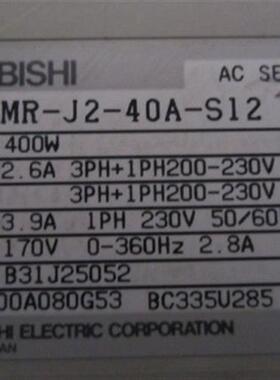 BISHI
AC SE
MR-J2-40A-S12
400W
2.6A 3PH+1PH200-230V
3PH+1PH200-230V
3.9A 1PH 230V 50/60
170V 0-360Hz 2.8A
B31J25052
00A080G53 BC335U285
HI ELECTRIC CORPORATION
AN